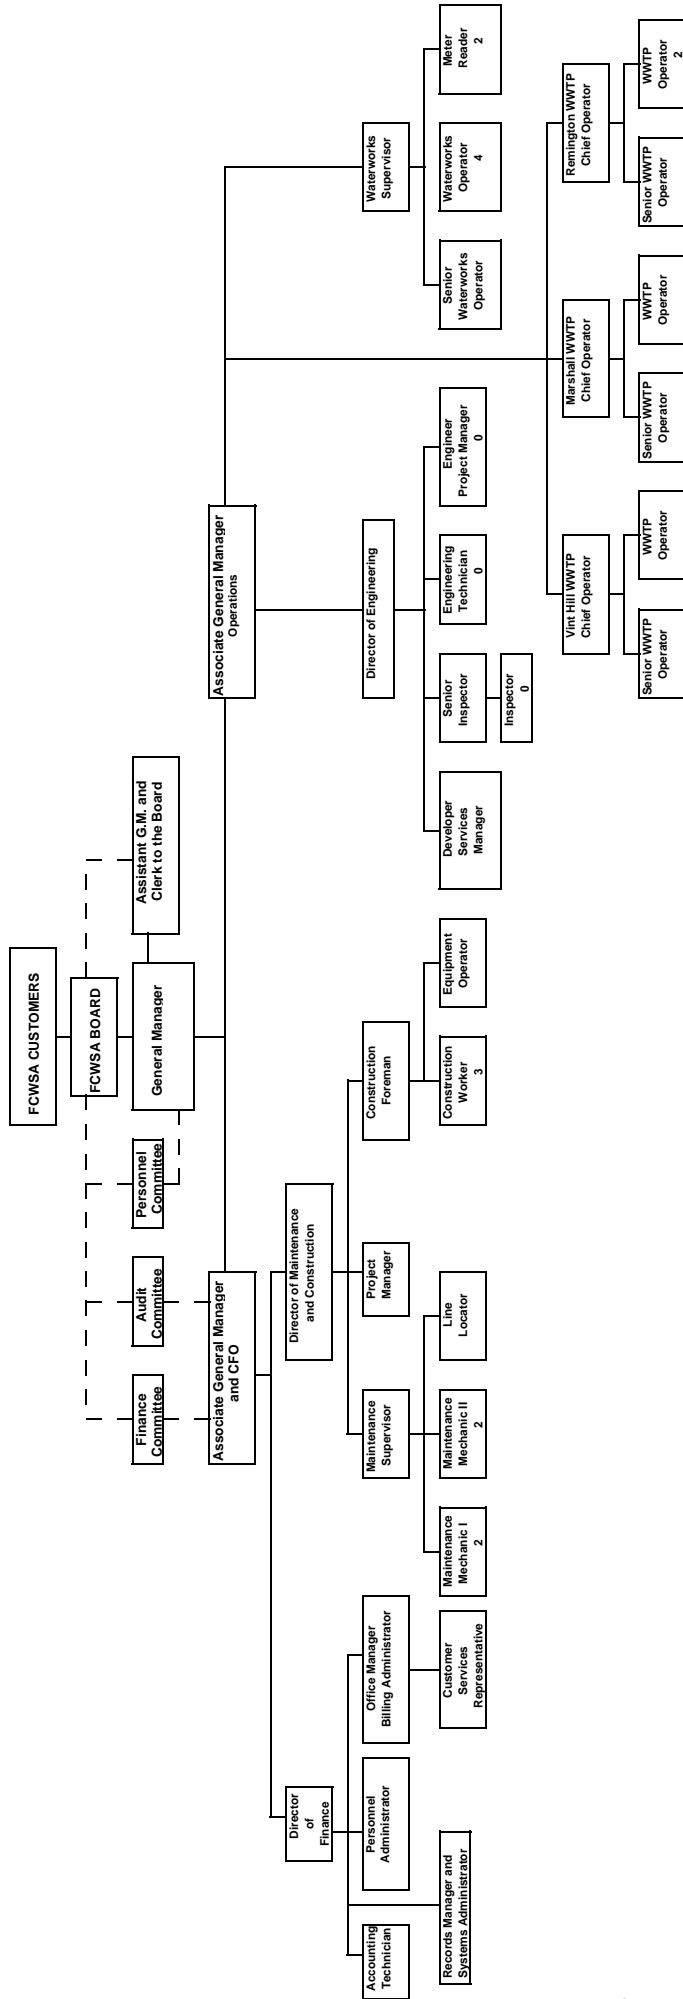 FCWSA CUSTOMERS
FCWSA BOARD
Finance
Committee
Audit
Committee
Personnel
Committee
General Manager
Assistant G.M. and
Clerk to the Board
Associate General Manager
and CFO
Associate General Manager
Operations
Director
of
Finance
Director of Maintenance
and Construction
Accounting
Technician
Personnel
Administrator
Office Manager
Billing Administrator
Maintenance
Supervisor
Project
Manager
Construction
Foreman
Director of Engineering
Waterworks
Supervisor
Records Manager and
Systems Administrator
Customer
Services
Representative
Maintenance
Mechanic I
2
Maintenance
Mechanic II
2
Line
Locator
Construction
Worker
3
Equipment
Operator
Developer
Services
Manager
Senior
Inspector
Engineering
Technician
0
Engineer
Project Manager
0
Senior
Waterworks
Operator
Waterworks
Operator
4
Meter
Reader
2
Inspector
0
Vint Hill WWTP
Chief Operator
Marshall WWTP
Chief Operator
Remington WWTP
Chief Operator
Senior WWTP
Operator
WWTP
Operator
Senior WWTP
Operator
WWTP
Operator
Senior WWTP
Operator
WWTP
Operator
2